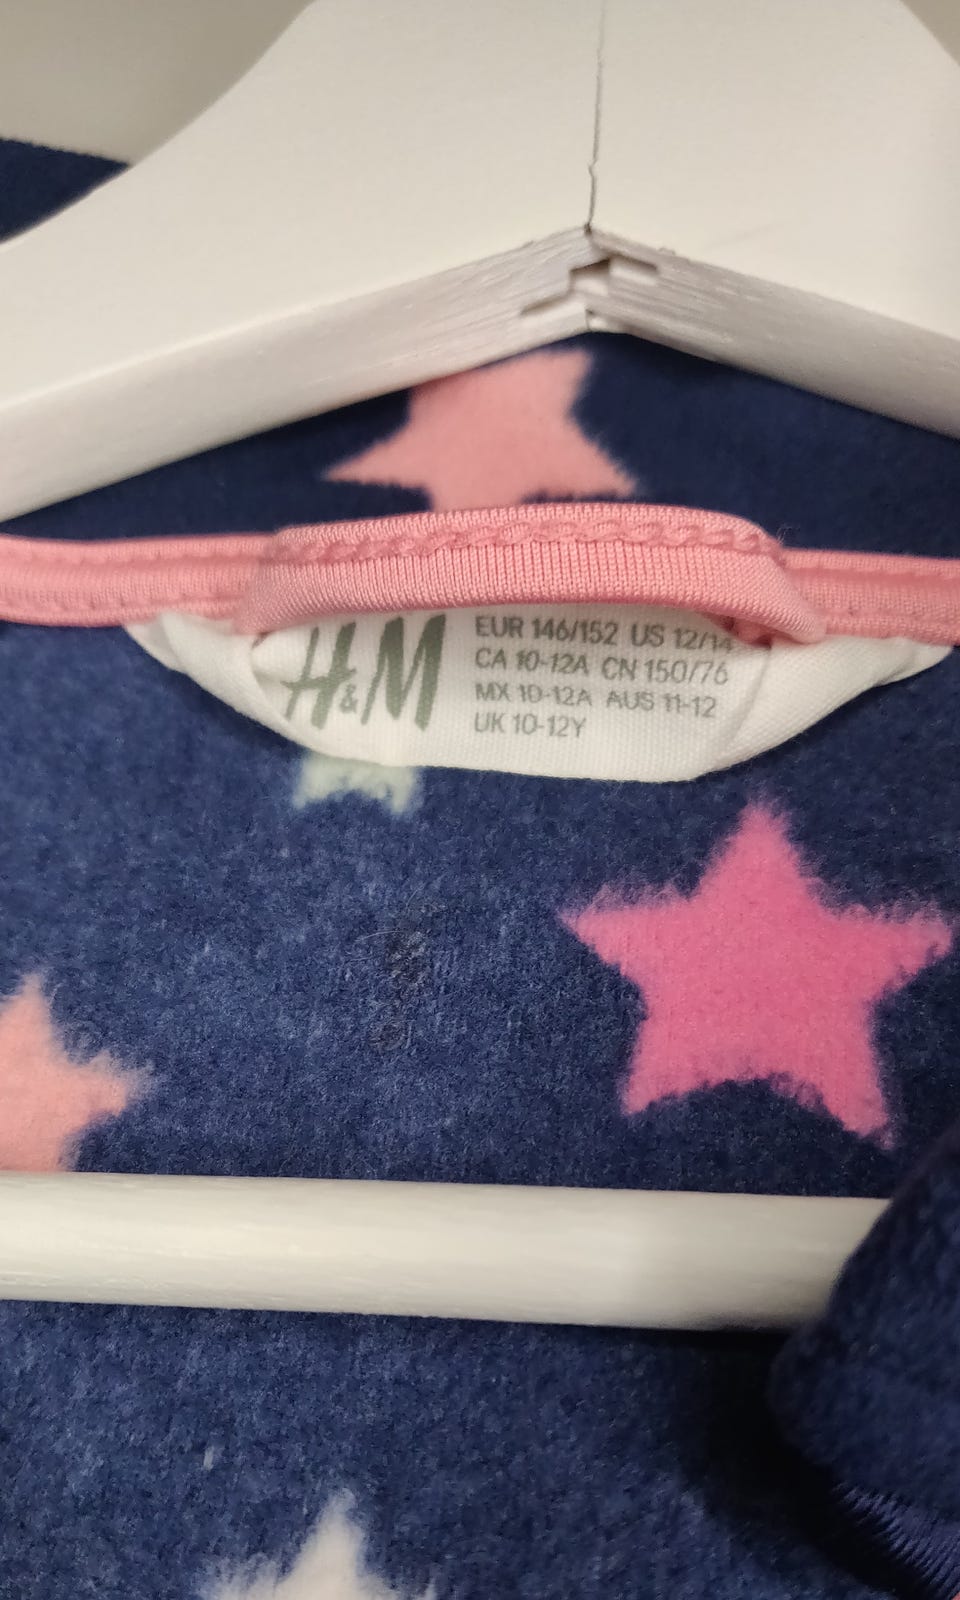 H&M
EUR 146/152 US 12/14
CA 10-12A CN 150/76
MX 10-12A AUS 11-12
UK 10-12Y